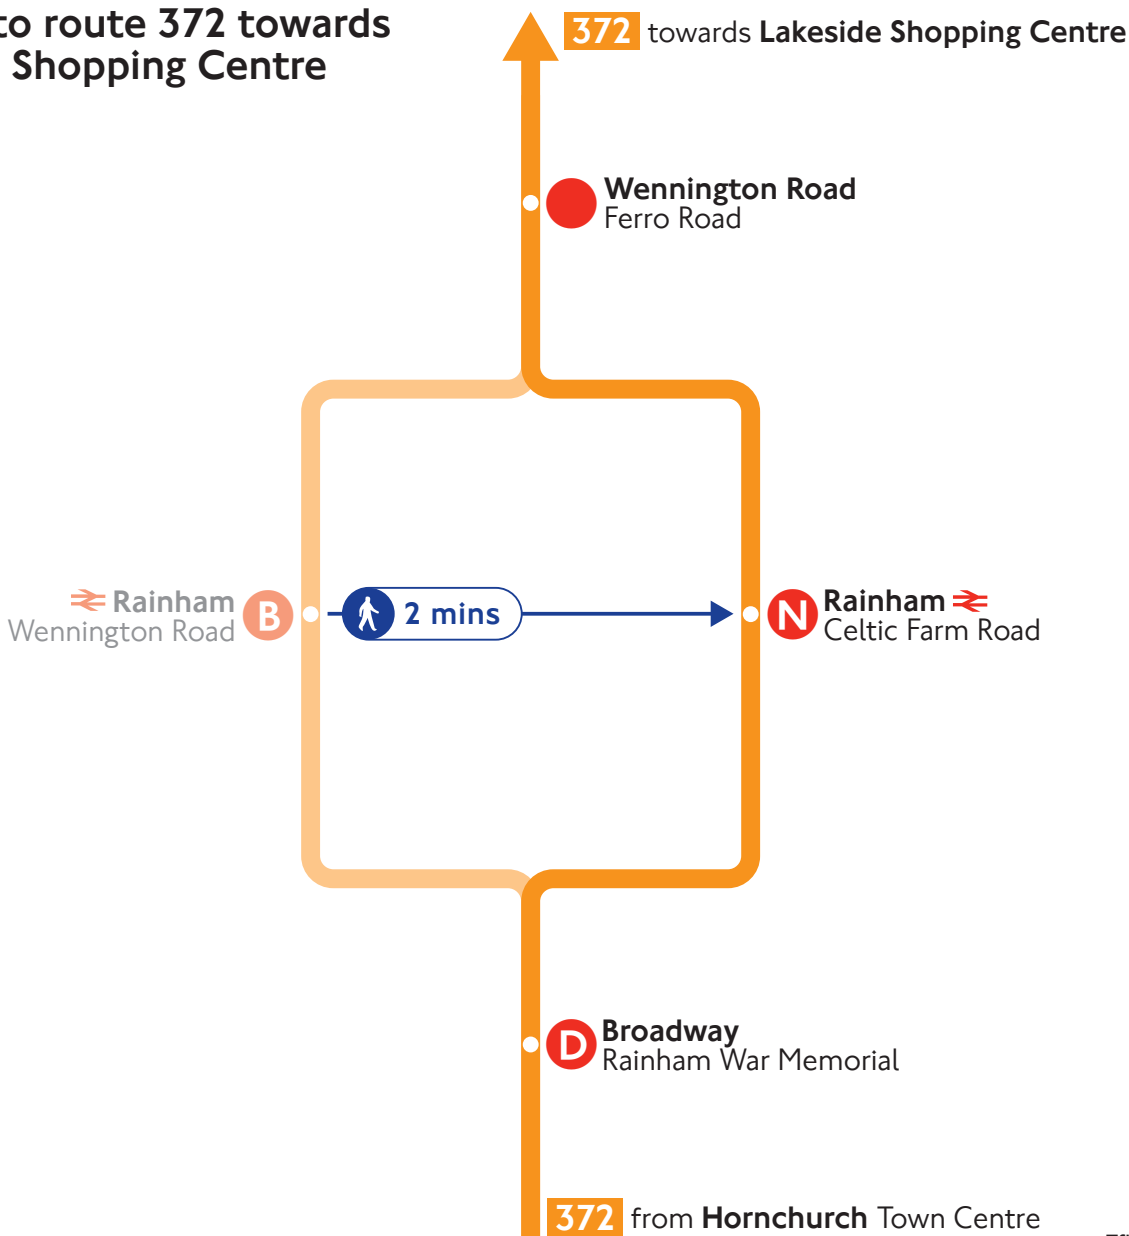 to route 372 towards
Shopping Centre
372 towards Lakeside Shopping Centre
Wennington Road
Ferro Road
Rainham
Wennington Road
B
2 mins
N
Rainham
Celtic Farm Road
D
Broadway
Rainham War Memorial
372 from Hornchurch Town Centre